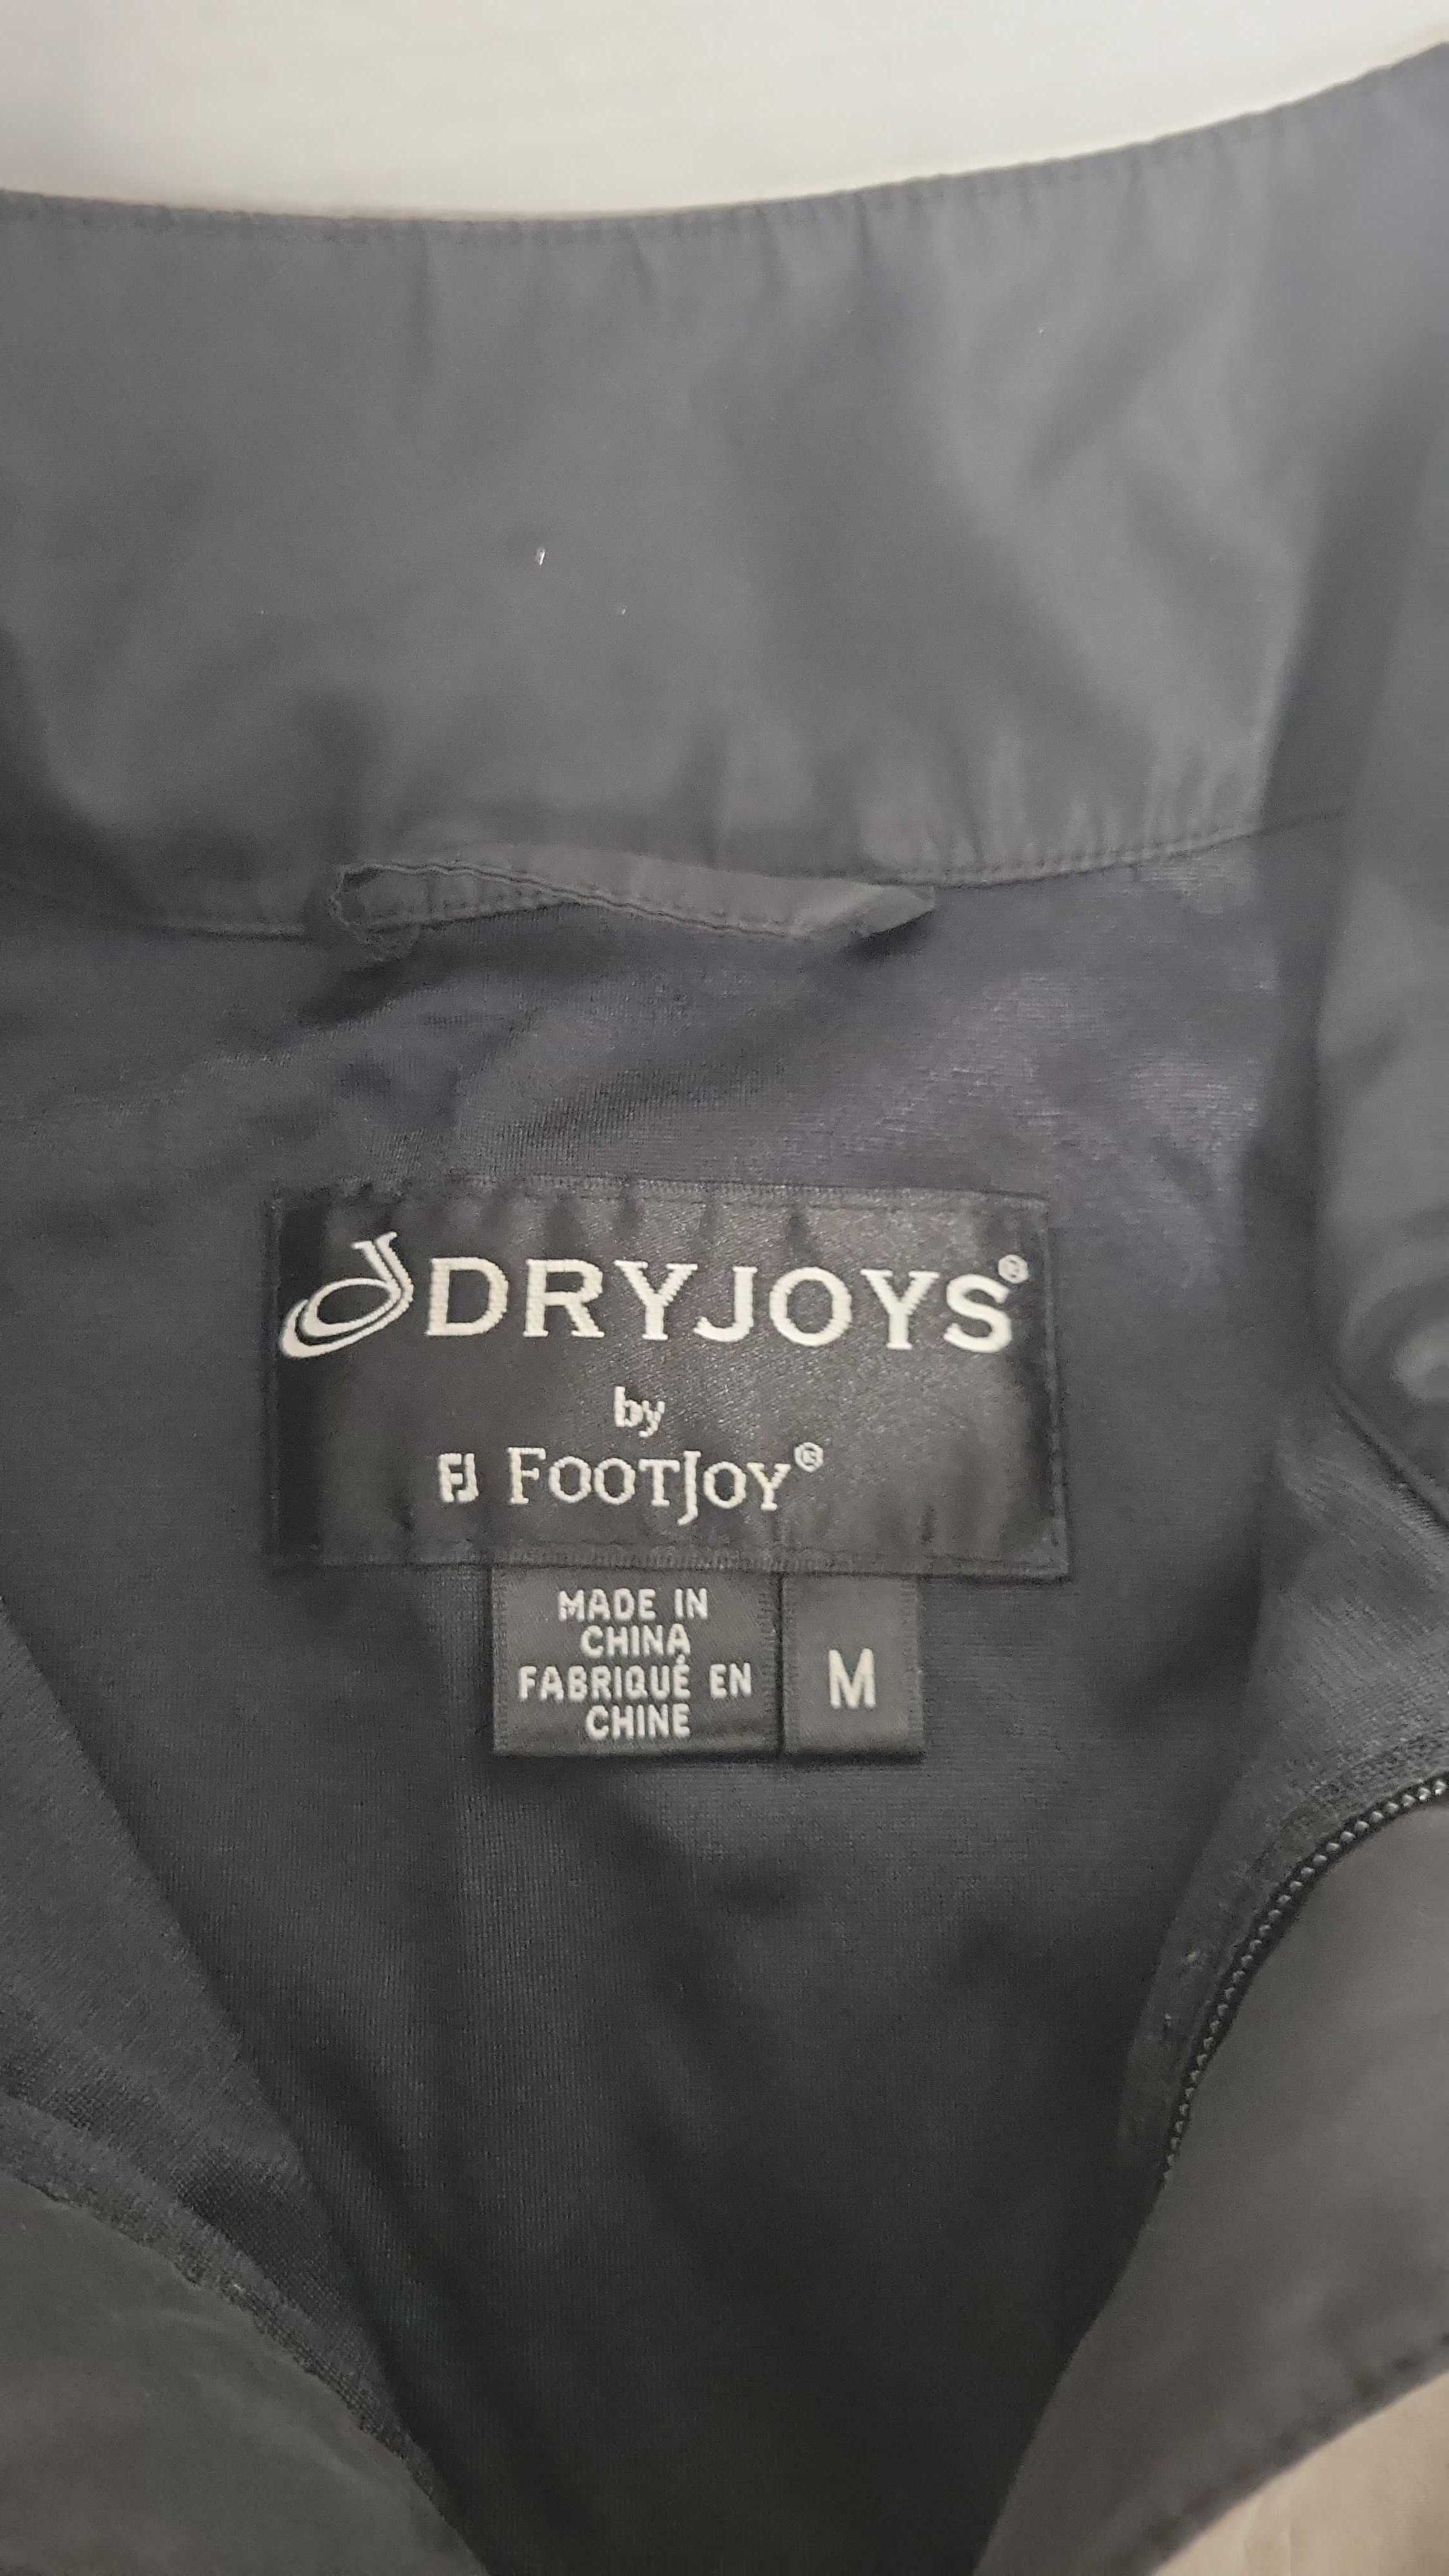 DRYJOYS®
by
FJ FOOTJOY®
MADE IN
CHINA
FABRIQUÉ EN
CHINE
M